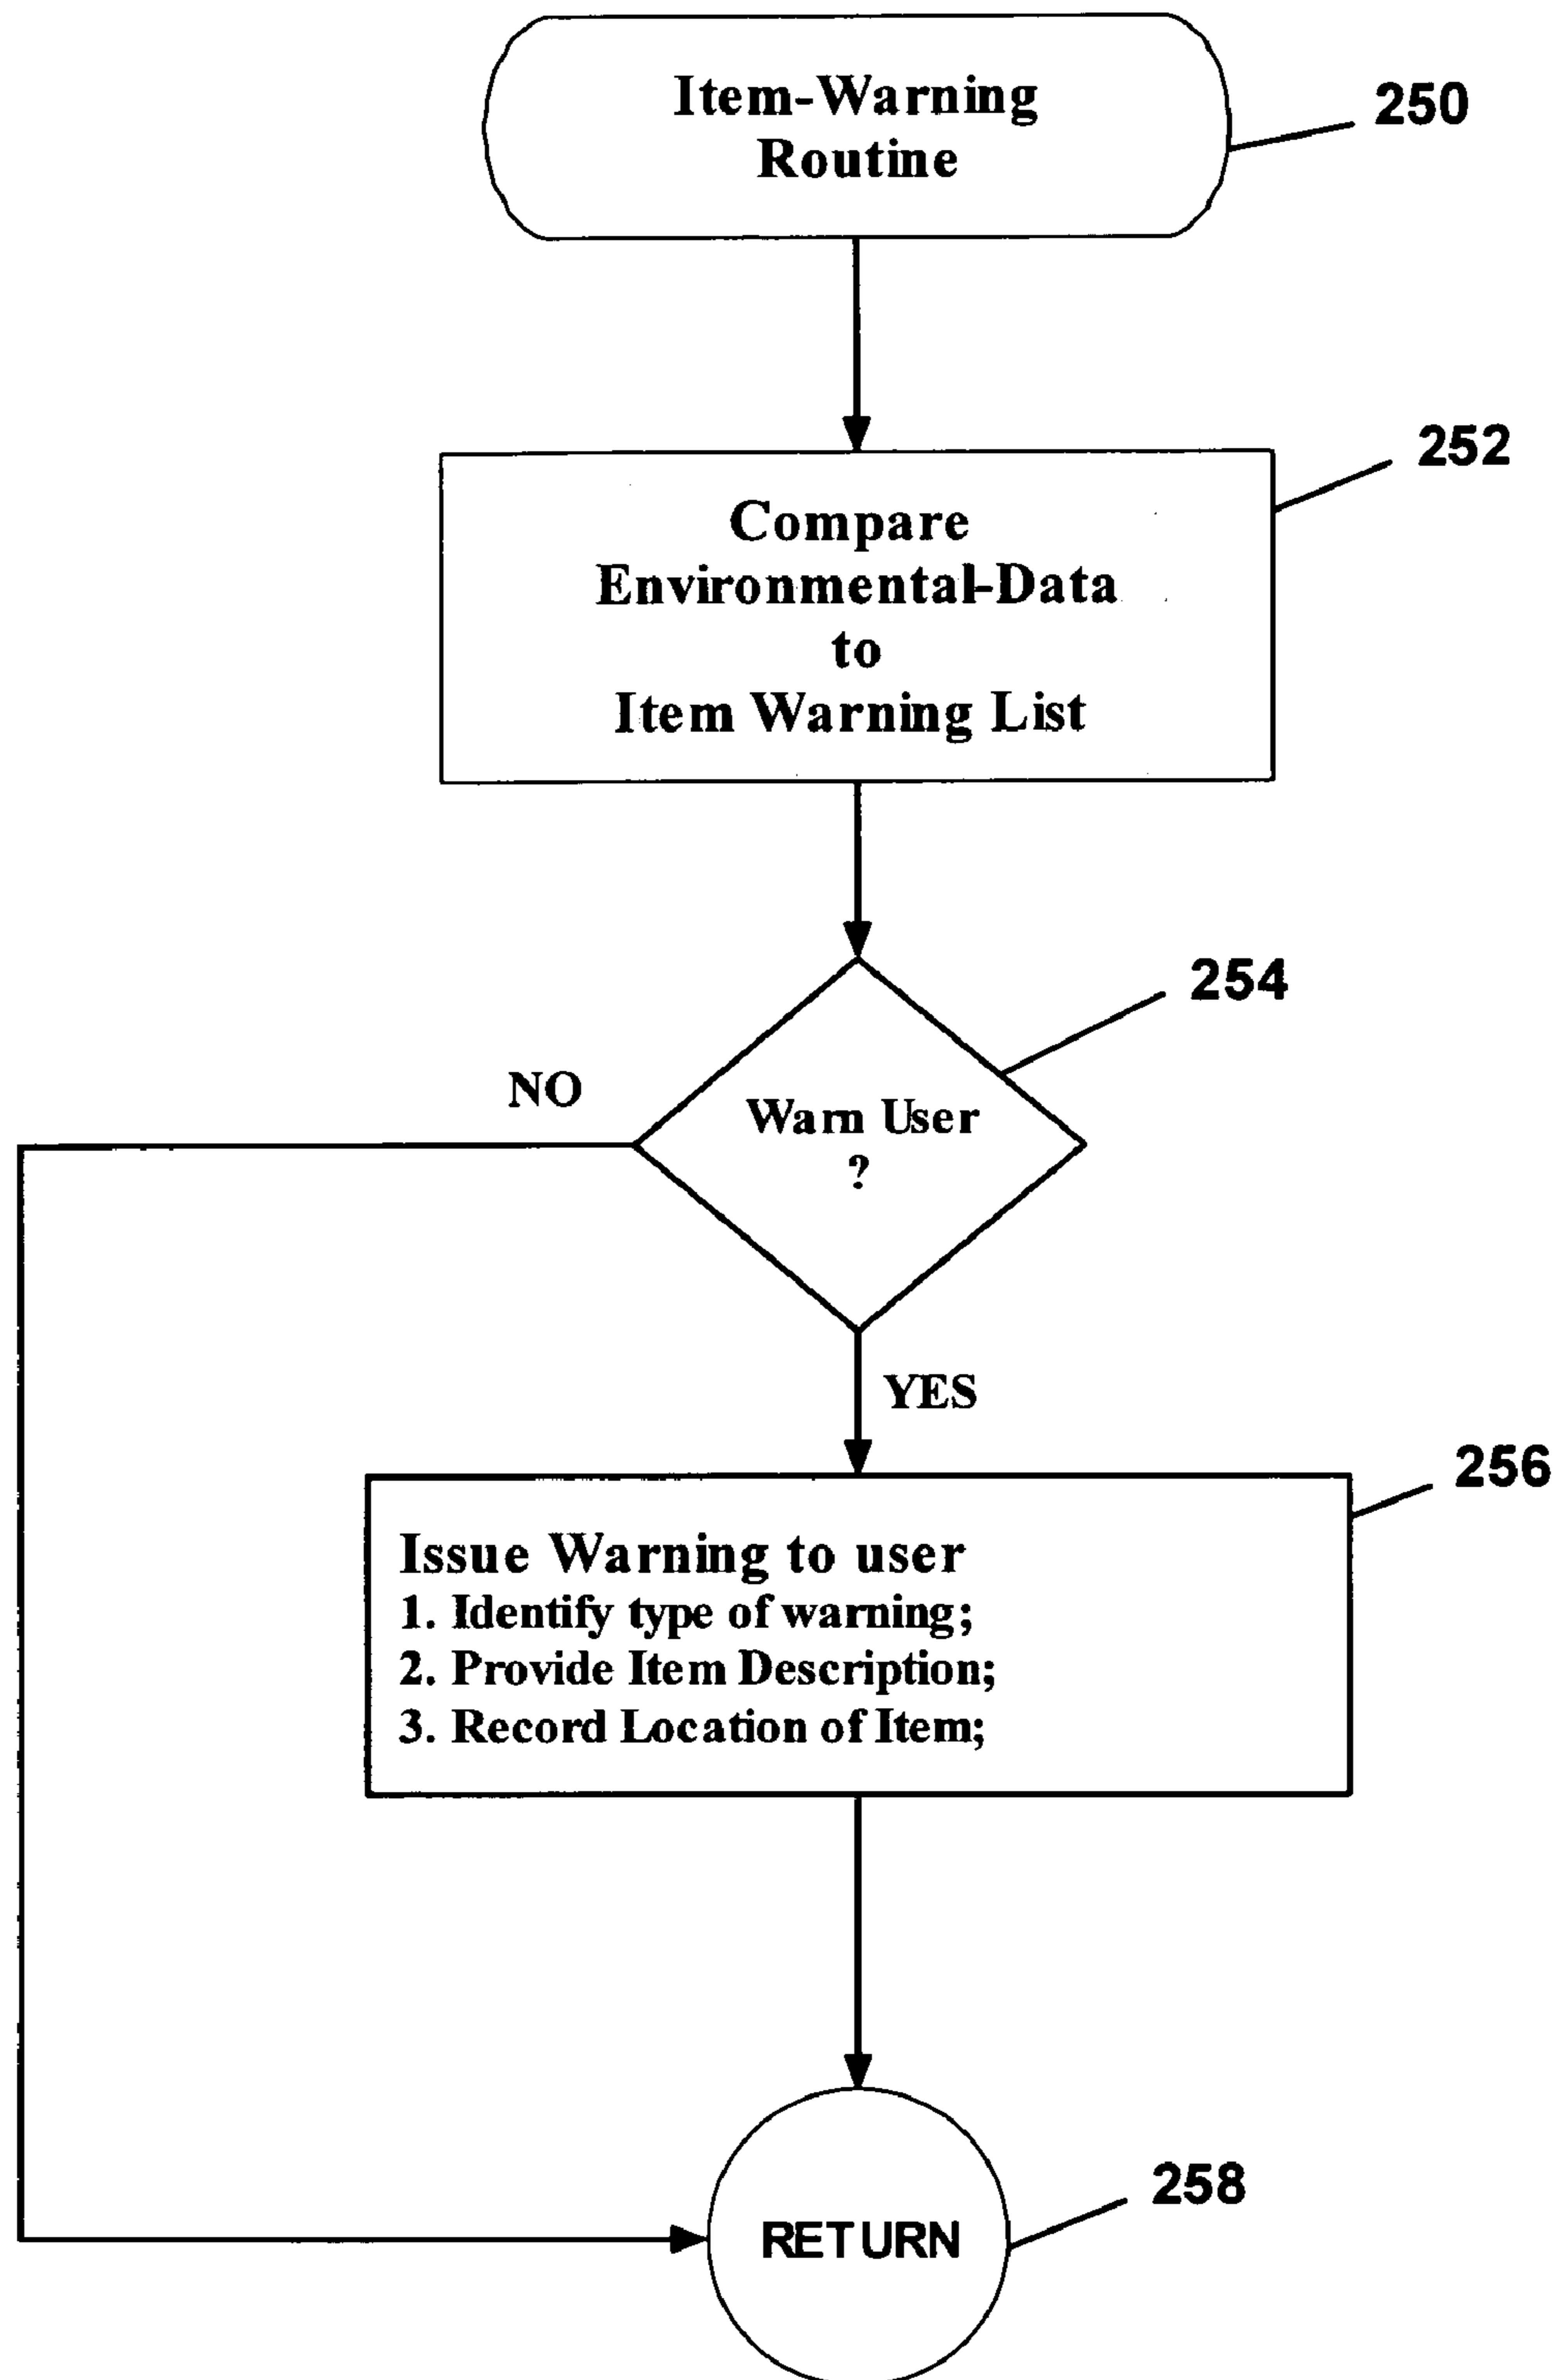 Item-Warning
Routine
250
252
Compare
Environmental-Data
to
Item Warning List
254
NO
Warn User
?
YES
256
Issue Warning to user
1. Identify type of warning;
2. Provide Item Description;
3. Record Location of Item;
258
RETURN